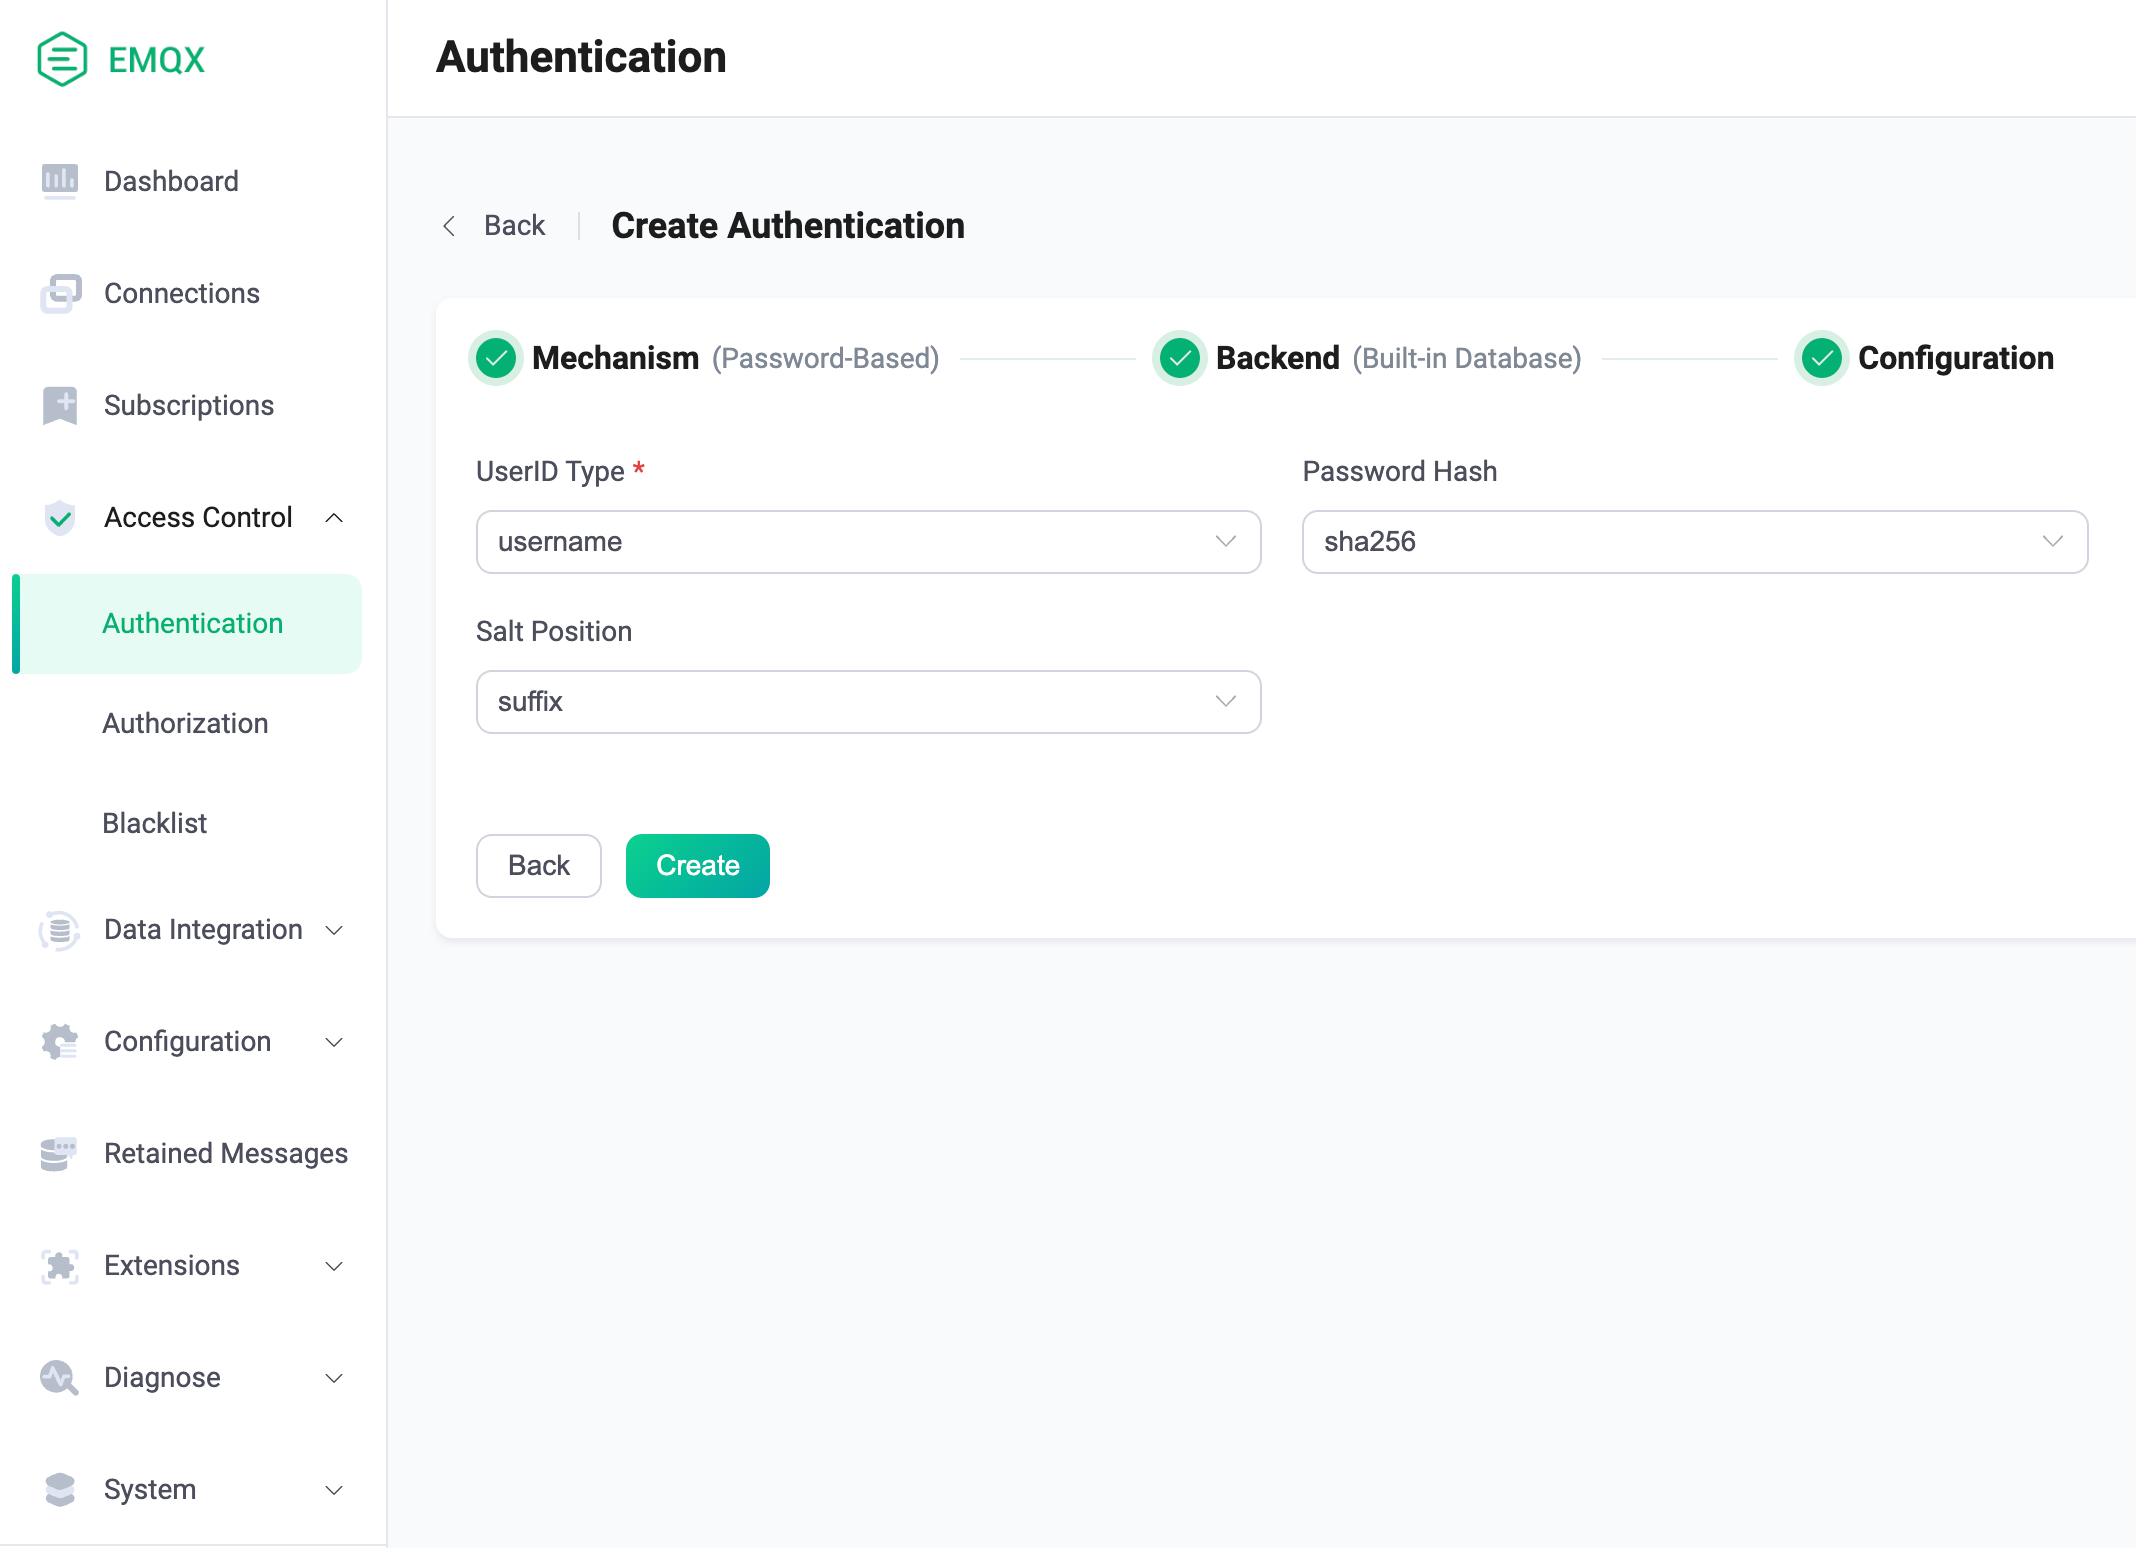 EMQX
Dashboard
Connections
Subscriptions
Access Control
Authentication
Authorization
Blacklist
Data Integration
Configuration
Retained Messages
Extensions
Diagnose
System
Authentication
Back
Create Authentication
Mechanism (Password-Based)
Backend (Built-in Database)
Configuration
UserID Type *
username
Password Hash
sha256
Salt Position
suffix
Back
Create